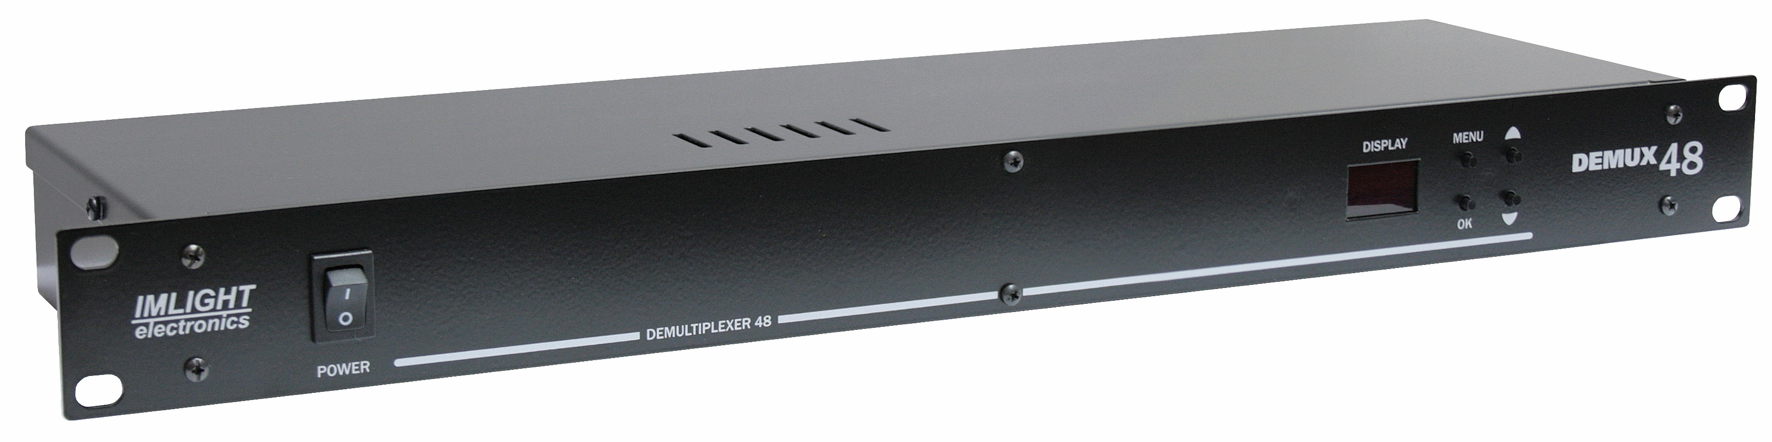 IMLIGHT
electronics
I
O
POWER
DEMULTIPLEXER 48
DISPLAY
MENU
OK
DEMUX 48